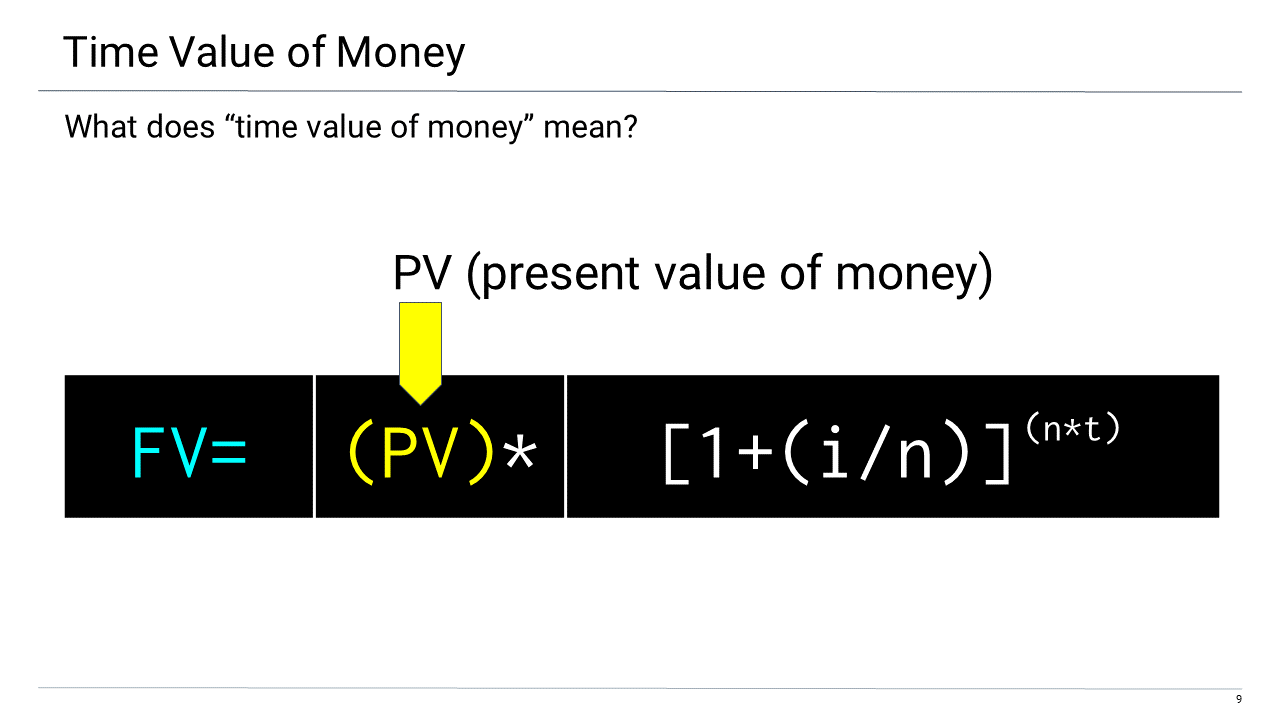 Time Value of Money
What does “time value of money” mean?
PV (present value of money)
FV= (PV)* [1+(i/n)](n*t)
9